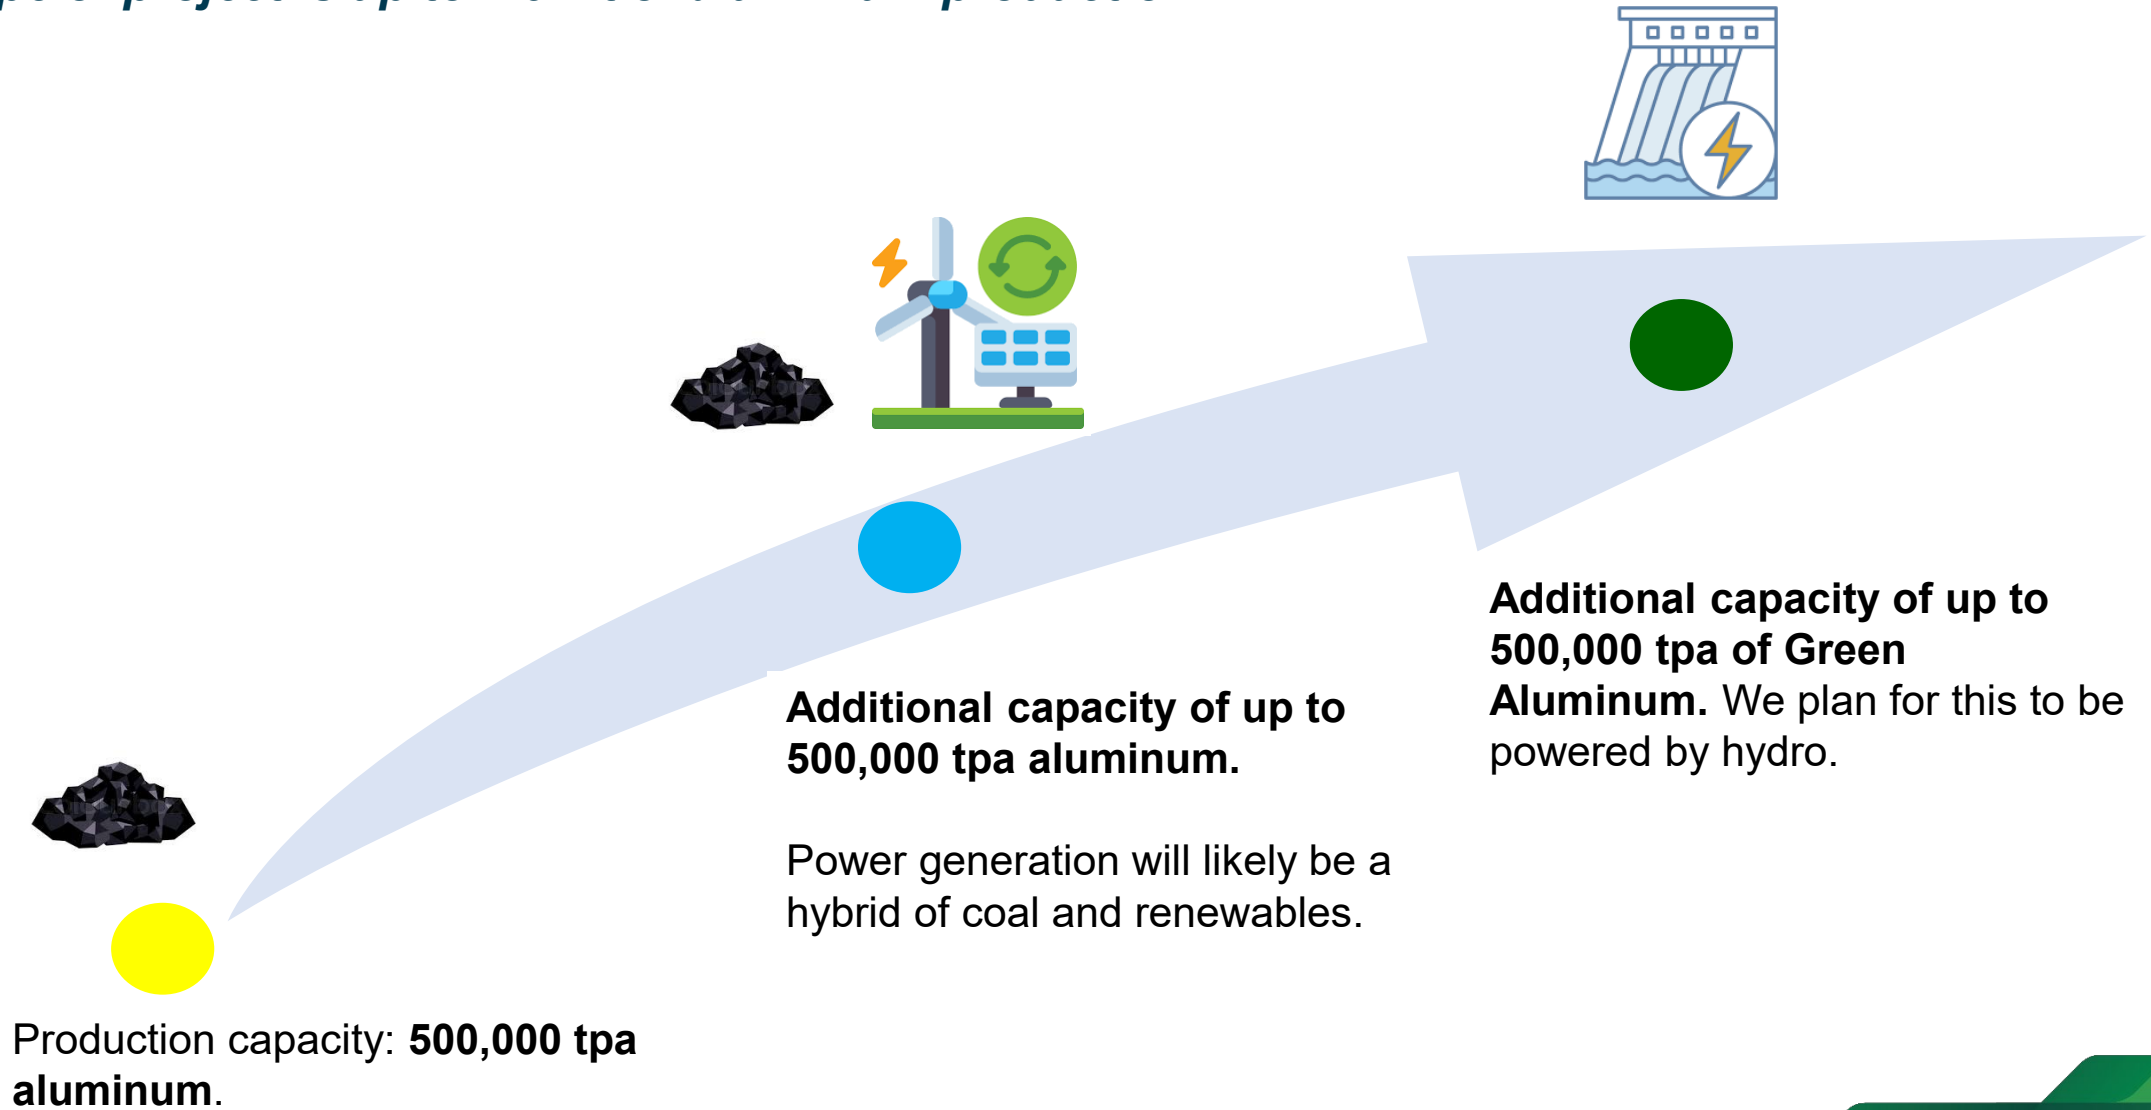 Additional capacity of up to
500,000 tpa of Green
Aluminum. We plan for this to be
powered by hydro.
Additional capacity of up to
500,000 tpa aluminum.
Power generation will likely be a
hybrid of coal and renewables.
Production capacity: 500,000 tpa
aluminum.